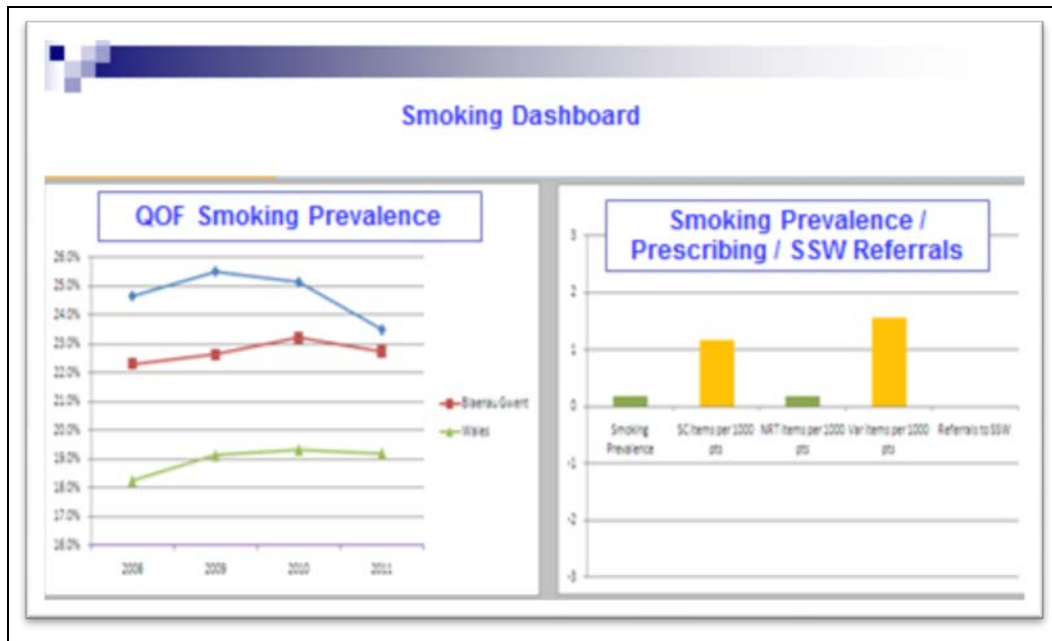 Smoking Dashboard
QOF Smoking Prevalence
26.0%
25.0%
24.0%
23.0%
22.0%
21.0%
20.0%
19.0%
18.0%
17.0%
16.0%
2008
2009
2010
2011
Blaenau Gwent
Wales
Smoking Prevalence /
Prescribing / SSW Referrals
3
2
1
0
-1
-2
-3
Smoking
Prevalence
SC items per 1000
pts
NRT items per 1000
pts
Var items per 1000
pts
Referrals to SSW